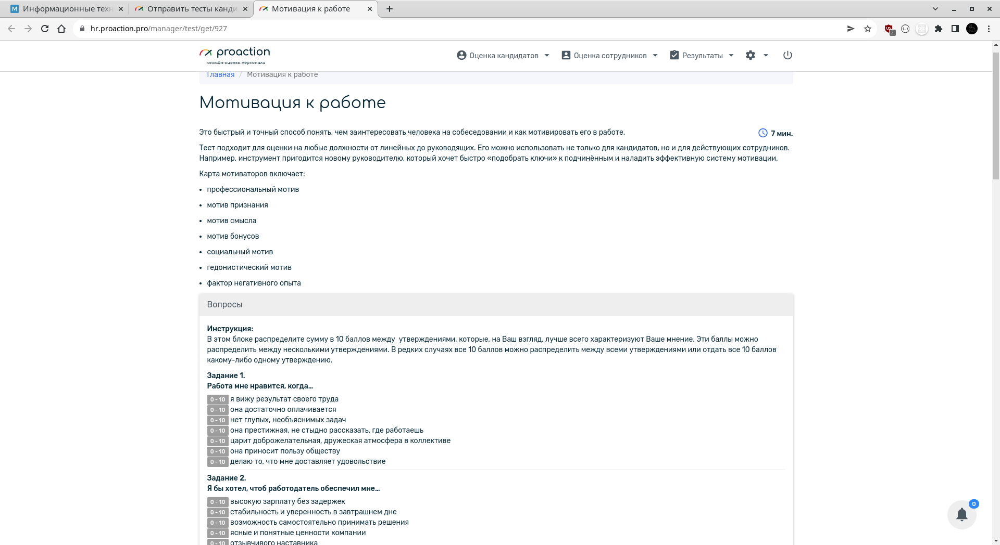 Информационные техн
Отправить тесты канди
Мотивация к работе
hr.proaction.pro/manager/test/get/927
2
proaction
онлайн-оценка персонала
Оценка кандидатов
Оценка сотрудников
Результаты
Главная / Мотивация к работе
Мотивация к работе
Это быстрый и точный способ понять, чем заинтересовать человека на собеседовании и как мотивировать его в работе.
7 мин.
Тест подходит для оценки на любые должности от линейных до руководящих. Его можно использовать не только для кандидатов, но и для действующих сотрудников.
Например, инструмент пригодится новому руководителю, который хочет быстро «подобрать ключи» к подчинённым и наладить эффективную систему мотивации.
Карта мотиваторов включает:
• профессиональный мотив
• мотив признания
• мотив смысла
• мотив бонусов
• социальный мотив
• гедонистический мотив
• фактор негативного опыта
Вопросы
Инструкция:
В этом блоке распределите сумму в 10 баллов между утверждениями, которые, на Ваш взгляд, лучше всего характеризуют Ваше мнение. Эти баллы можно
распределить между несколькими утверждениями. В редких случаях все 10 баллов можно распределить между всеми утверждениями или отдать все 10 баллов
какому-либо одному утверждению.
Задание 1.
Работа мне нравится, когда...
0 - 10 я вижу результат своего труда
0 - 10 она достаточно оплачивается
0 - 10 нет глупых, необъяснимых задач
0 - 10 она престижная, не стыдно рассказать, где работаешь
0 - 10 царит доброжелательная, дружеская атмосфера в коллективе
0 - 10 она приносит пользу обществу
0 - 10 делаю то, что мне доставляет удовольствие
Задание 2.
Я бы хотел, чтоб работодатель обеспечил мне...
0 - 10 высокую зарплату без задержек
0 - 10 стабильность и уверенность в завтрашнем дне
0 - 10 возможность самостоятельно принимать решения
0 - 10 ясные и понятные ценности компании
0 - 10 отзывчивого наставника
0